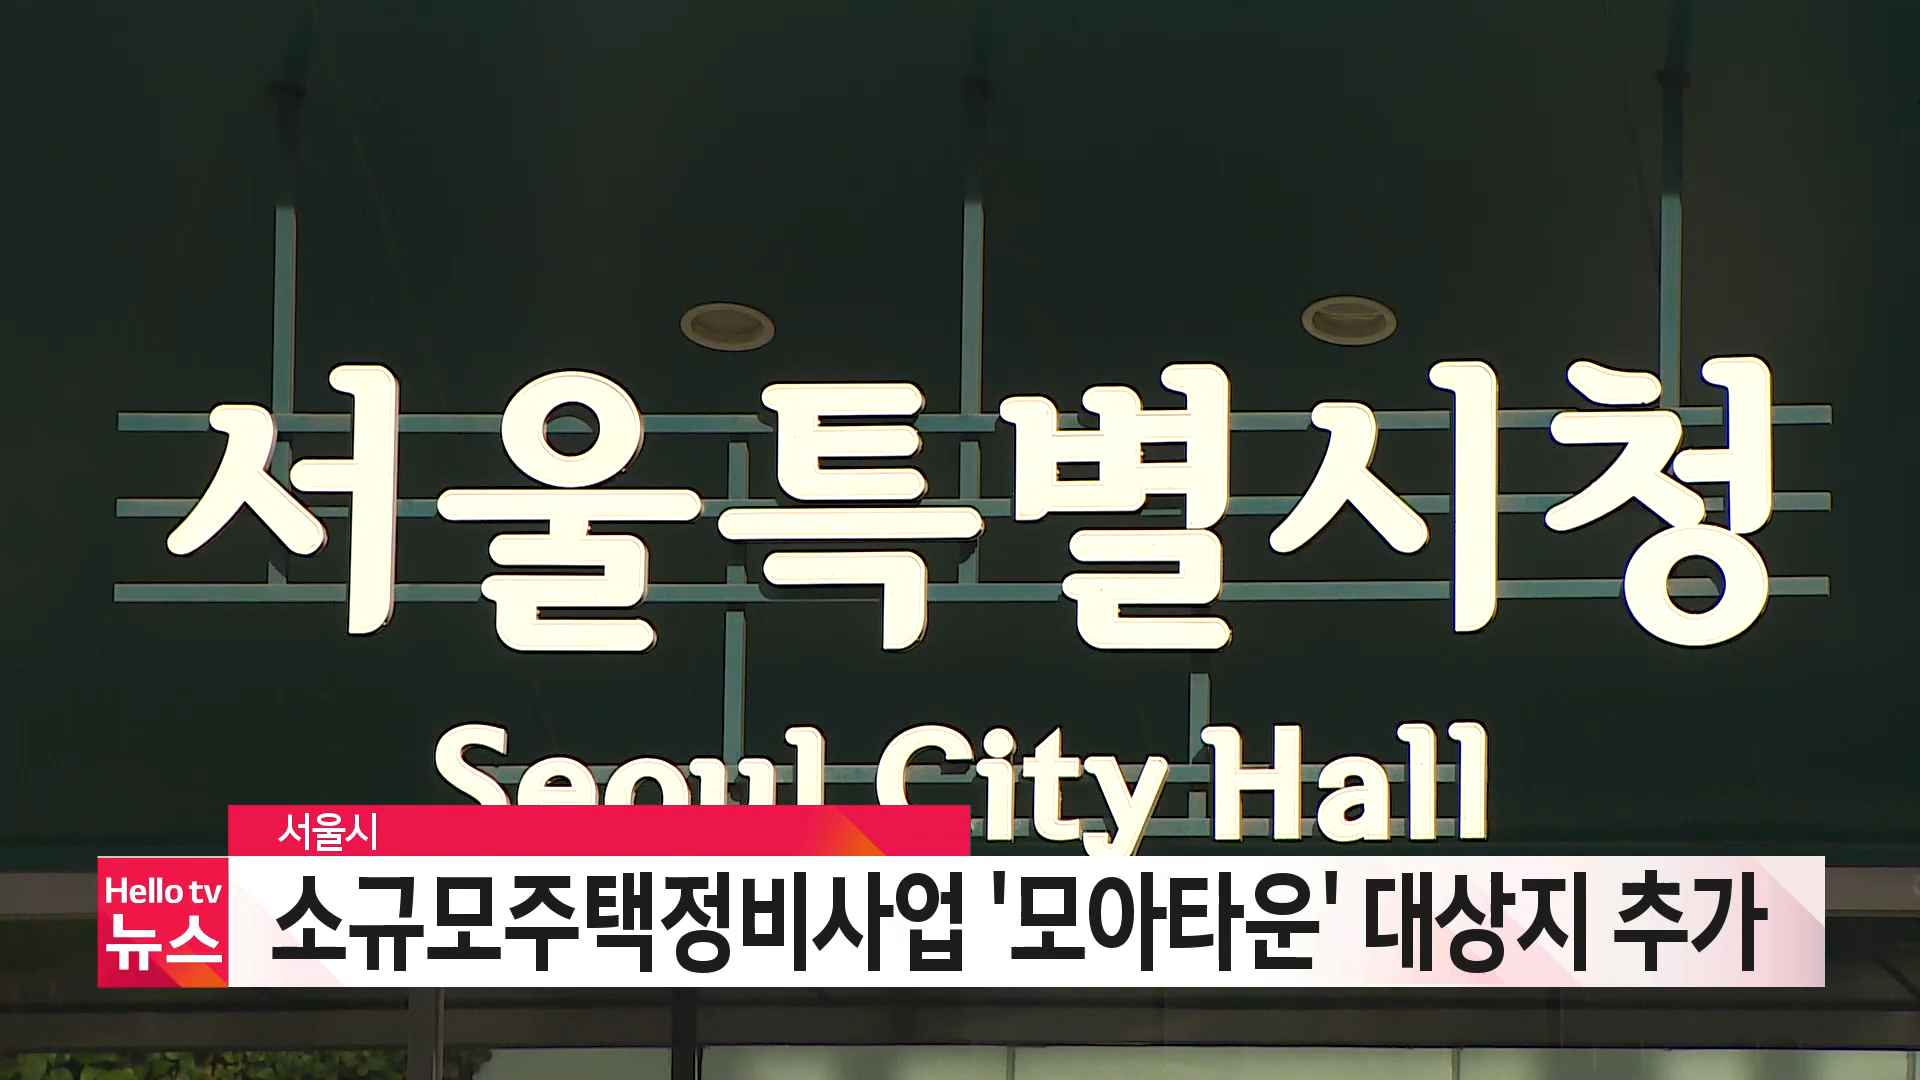 서울특별시청
Seoul City Hall
서울시
Hello tv
뉴스
소규모주택정비사업 '모아타운' 대상지 추가